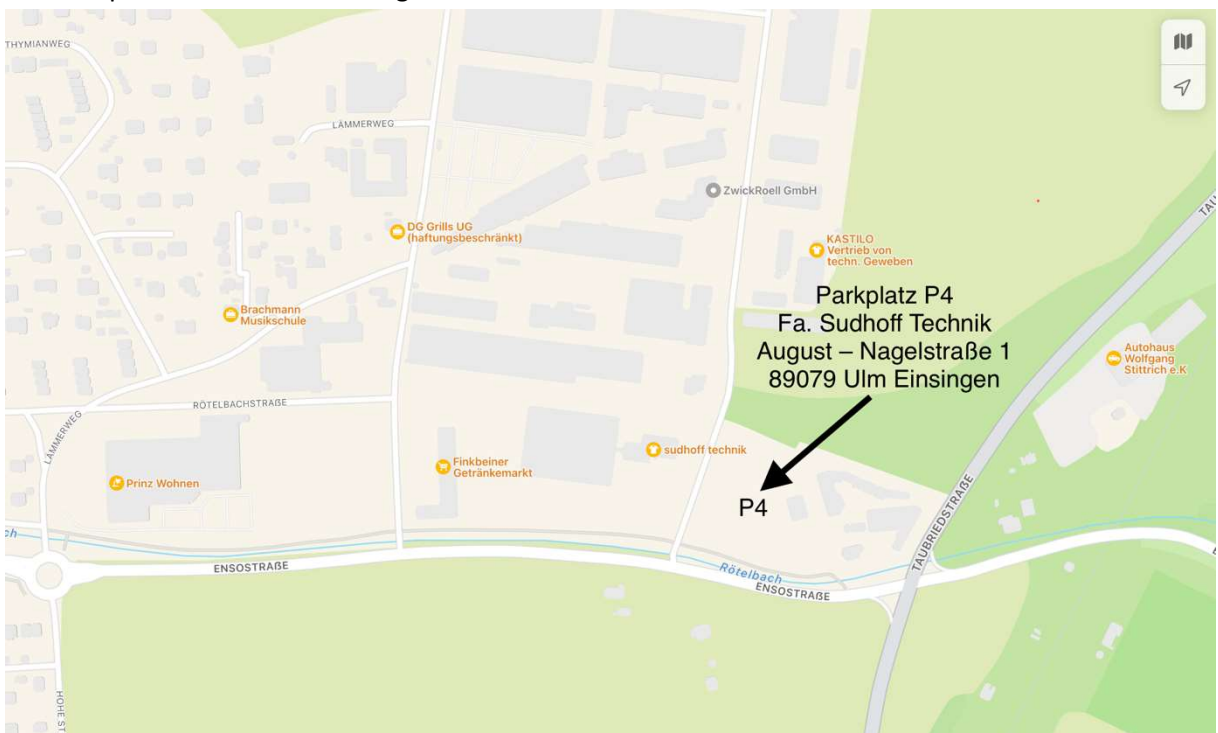 THYMIANWEG
LÄMMERWEG
ZwickRoell GmbH
DG Grills UG
(haftungsbeschränkt)
KASTILO
Vertrieb von
techn. Geweben
Brachmann
Musikschule
Parkplatz P4
Fa. Sudhoff Technik
August – Nagelstraße 1
89079 Ulm Einsingen
Autohaus
Wolfgang
Stittrich e.K
RÖTELBACHSTRAßE
LÄMMERWEG
sudhoff technik
Finkbeiner
Getränkemarkt
Prinz Wohnen
P4
TAUBRIEDSTRAßE
ENSOSTRAßE
Rötelbach
ENSOSTRAßE